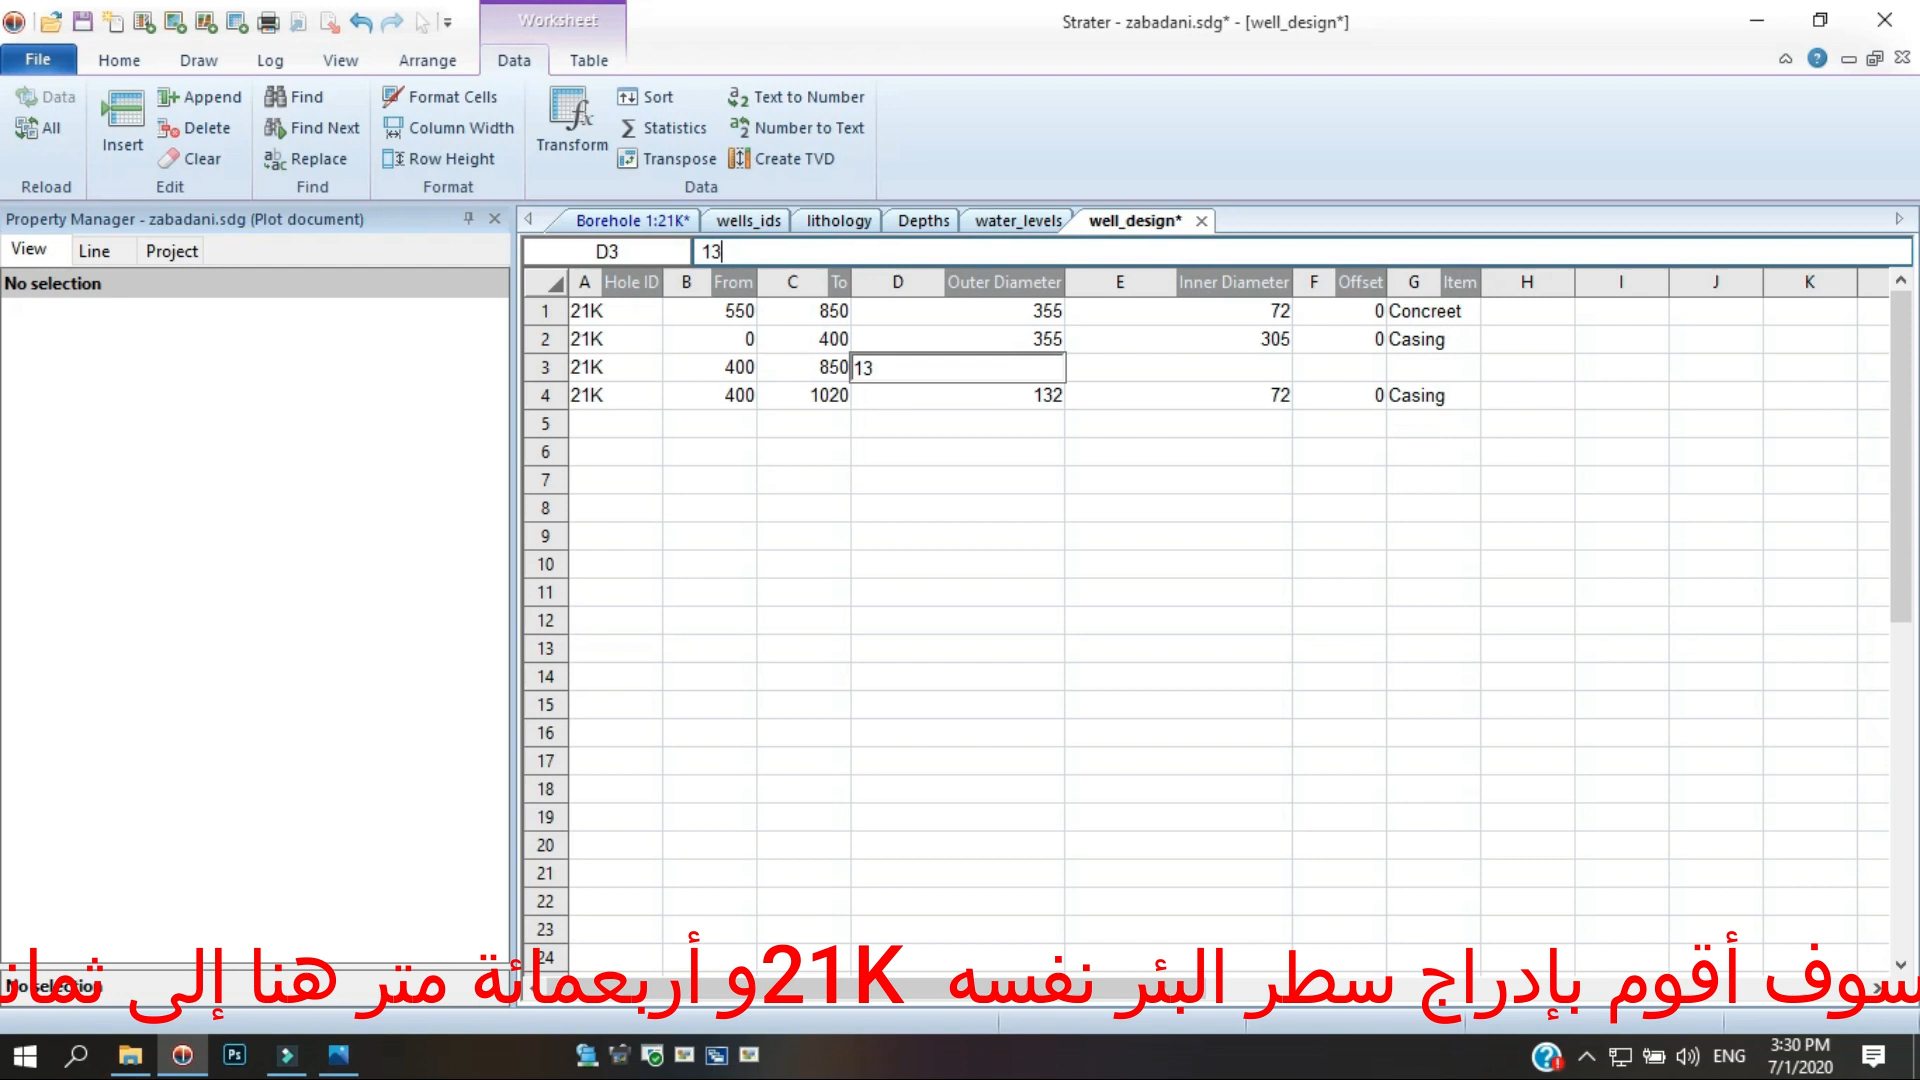 Worksheet
Strater - zabadani.sdg* - [well_design*]
File Home Draw Log View Arrange Data Table
Data
All
Reload
Insert
Append
Delete
Clear
Edit
Find
Find Next
Replace
Find
Format Cells
Column Width
Row Height
Format
Transform
Sort
Statistics
Transpose
Text to Number
Number to Text
Create TVD
Data
Property Manager - zabadani.sdg (Plot document)
View Line Project
No selection
Borehole 1:21K* wells_ids lithology Depths water_levels well_design*
D3 13
A Hole ID B From C To D Outer Diameter E Inner Diameter F Offset G Item H I J K
1 21K 550 850 355 72 0 Concreet
2 21K 0 400 355 305 0 Casing
3 21K 400 850 13
4 21K 400 1020 132 72 0 Casing
5
6
7
8
9
10
11
12
13
14
15
16
17
18
19
20
21
22
23
24
سوف أقوم بإدراج سطر البئر نفسه 21K و أربعمائة متر هنا إلى ثمان
No selection
Ps
ENG
3:30 PM
7/1/2020